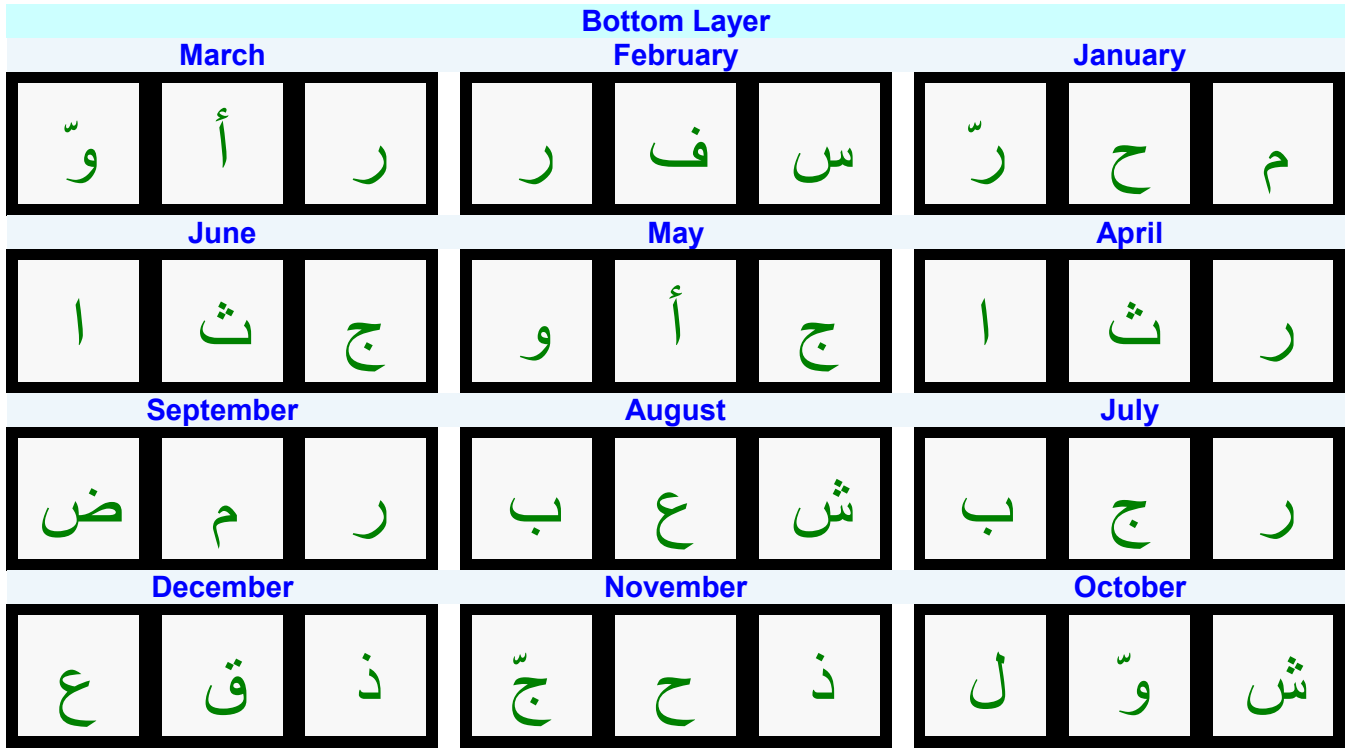 Bottom Layer
January February March
م ح رّ س ف ر ر أ وّ
April May June
ر ث ا ج أ و ج ث ا
July August September
ر ج ب ش ع ب ر م ض
October November December
ش وّ ل ذ ح جّ ذ ق ع